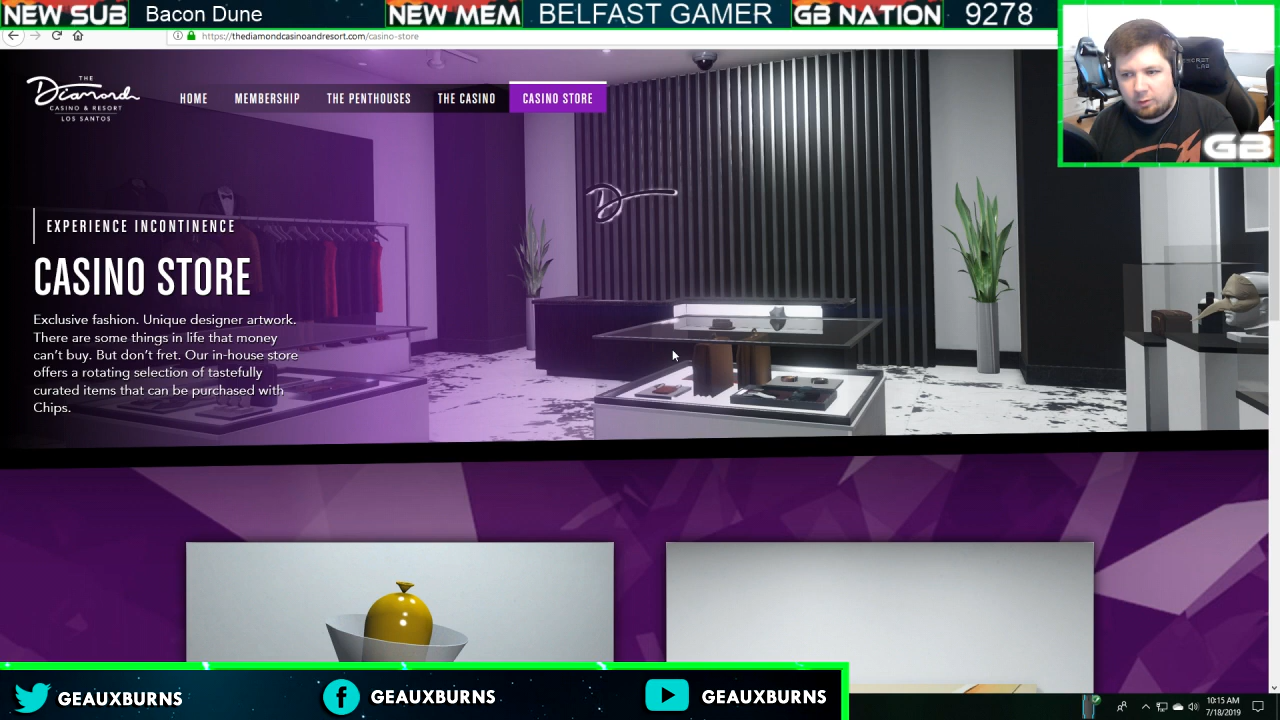 NEW SUB Bacon Dune NEW MEM BELFAST GAMER GB NATION 9278
https://thediamondcasinoandresort.com/casino-store
THE
Diamond
CASINO & RESORT
LOS SANTOS
HOME MEMBERSHIP THE PENTHOUSES THE CASINO CASINO STORE
GB
D
EXPERIENCE INCONTINENCE
CASINO STORE
Exclusive fashion. Unique designer artwork.
There are some things in life that money
can't buy. But don't fret. Our in-house store
offers a rotating selection of tastefully
curated items that can be purchased with
Chips.
GEAUXBURNS GEAUXBURNS GEAUXBURNS
10:15 AM
7/18/2019